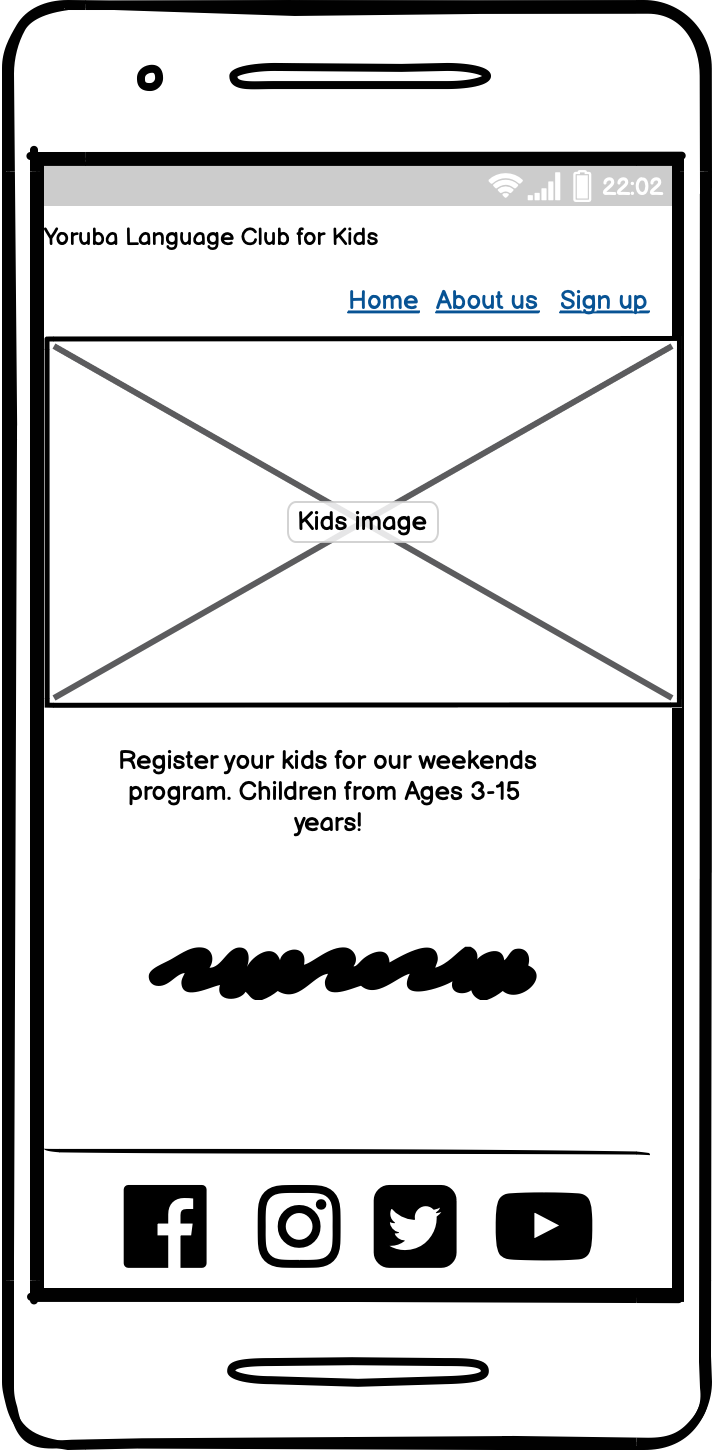 22:02
Yoruba Language Club for Kids
Home About us Sign up
Kids image
Register your kids for our weekends
program. Children from Ages 3-15
years!